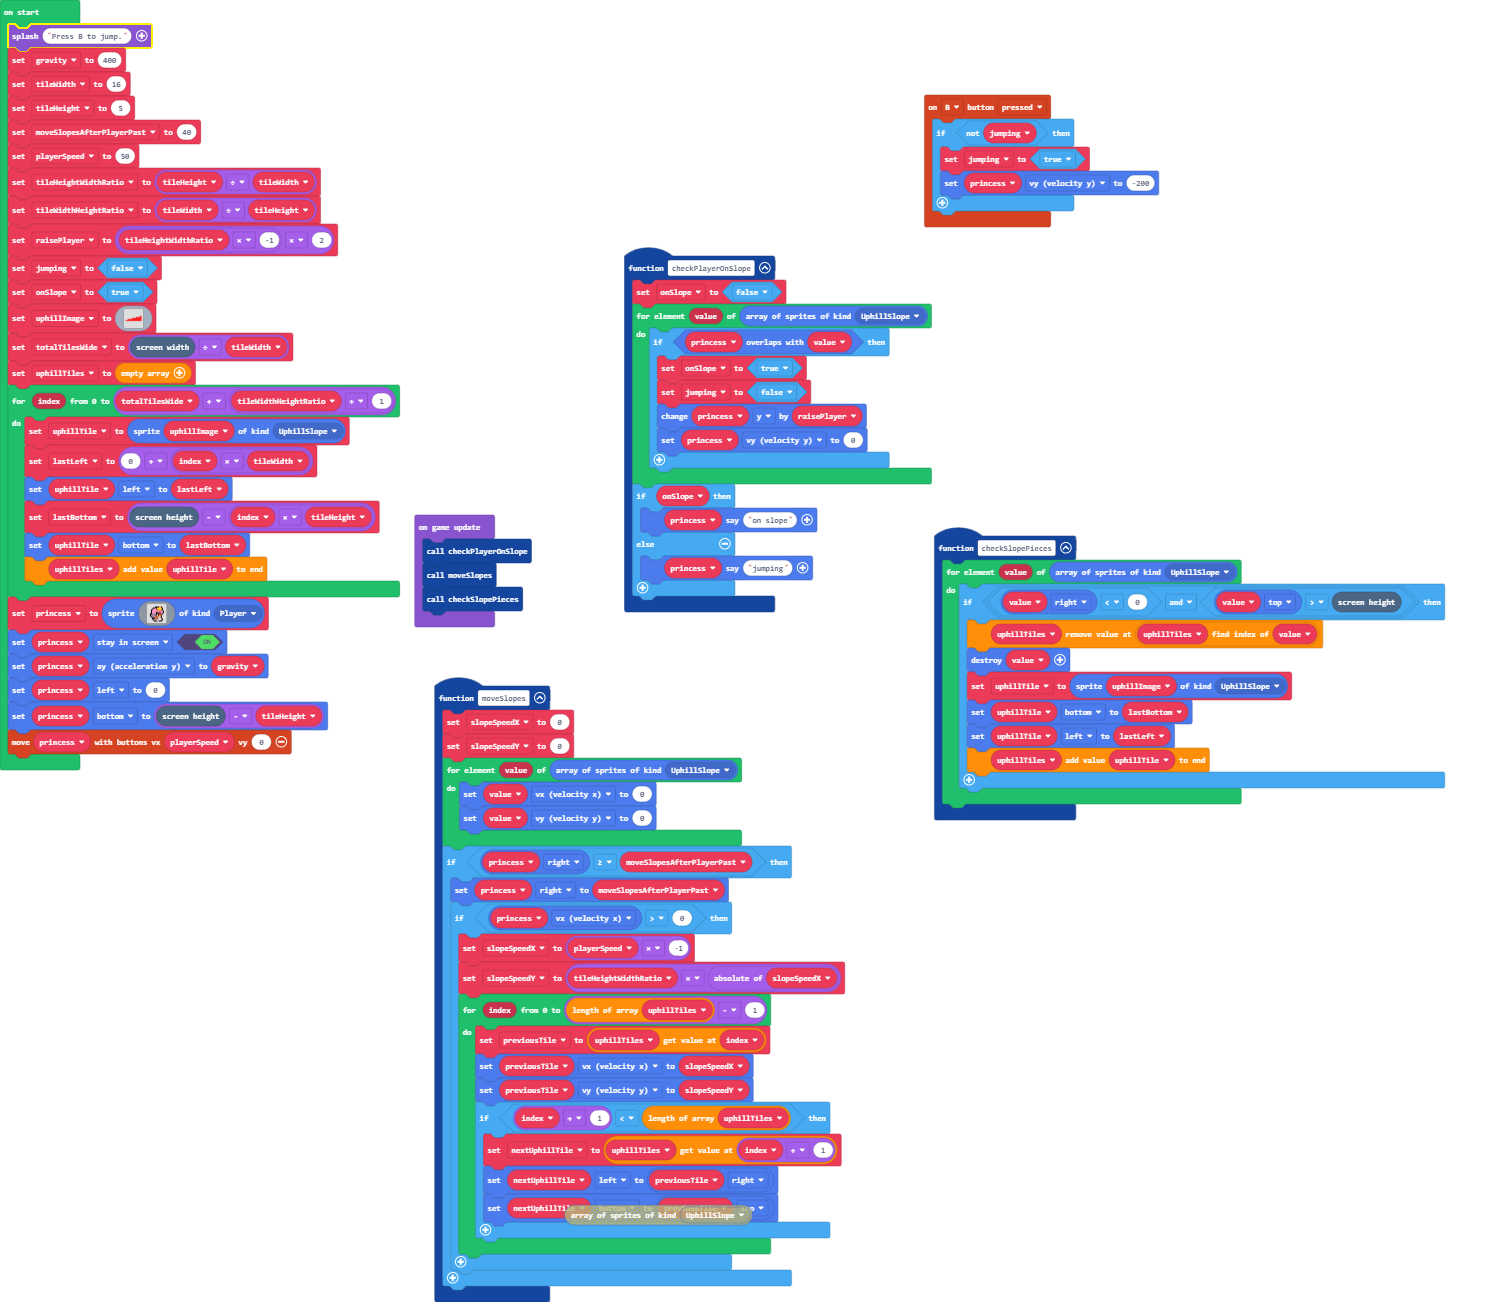 on start
splash "Press B to jump."
set gravity to 400
set tileWidth to 16
set tileHeight to 5
set moveSlopesAfterPlayerPast to 40
set playerSpeed to 50
set tileHeightWidthRatio to tileHeight ÷ tileWidth
set tileWidthHeightRatio to tileWidth ÷ tileHeight
set raisePlayer to tileHeightWidthRatio × -1 × 2
set jumping to false
set onSlope to true
set uphillImage to
set totalTilesWide to screen width ÷ tileWidth
set uphillTiles to empty array
for index from 0 to totalTilesWide + tileWidthHeightRatio + 1
do
set uphillTile to sprite uphillImage of kind UphillSlope
set lastLeft to 0 + index × tileWidth
set uphillTile left to lastLeft
set lastBottom to screen height - index × tileHeight
set uphillTile bottom to lastBottom
uphillTiles add value uphillTile to end
set princess to sprite of kind Player
set princess stay in screen ON
set princess ay (acceleration y) to gravity
set princess left to 0
set princess bottom to screen height - tileHeight
move princess with buttons vx playerSpeed vy 0
on game update
call checkPlayerOnSlope
call moveSlopes
call checkSlopePieces
on B button pressed
if not jumping then
set jumping to true
set princess vy (velocity y) to -200
function checkPlayerOnSlope
set onSlope to false
for element value of array of sprites of kind UphillSlope
do
if princess overlaps with value then
set onSlope to true
set jumping to false
change princess y by raisePlayer
set princess vy (velocity y) to 0
if onSlope then
princess say "on slope"
else
princess say "jumping"
function moveSlopes
set slopeSpeedX to 0
set slopeSpeedY to 0
for element value of array of sprites of kind UphillSlope
do
set value vx (velocity x) to 0
set value vy (velocity y) to 0
if princess right ≥ moveSlopesAfterPlayerPast then
set princess right to moveSlopesAfterPlayerPast
if princess vx (velocity x) > 0 then
set slopeSpeedX to playerSpeed × -1
set slopeSpeedY to tileHeightWidthRatio × absolute of slopeSpeedX
for index from 0 to length of array uphillTiles - 1
do
set previousTile to uphillTiles get value at index
set previousTile vx (velocity x) to slopeSpeedX
set previousTile vy (velocity y) to slopeSpeedY
if index + 1 < length of array uphillTiles then
set nextUphillTile to uphillTiles get value at index + 1
set nextUphillTile left to previousTile right
set nextUphillTile
array of sprites of kind UphillSlope
function checkSlopePieces
for element value of array of sprites of kind UphillSlope
do
if value right < 0 and value top > screen height then
uphillTiles remove value at uphillTiles find index of value
destroy value
set uphillTile to sprite uphillImage of kind UphillSlope
set uphillTile bottom to lastBottom
set uphillTile left to lastLeft
uphillTiles add value uphillTile to end